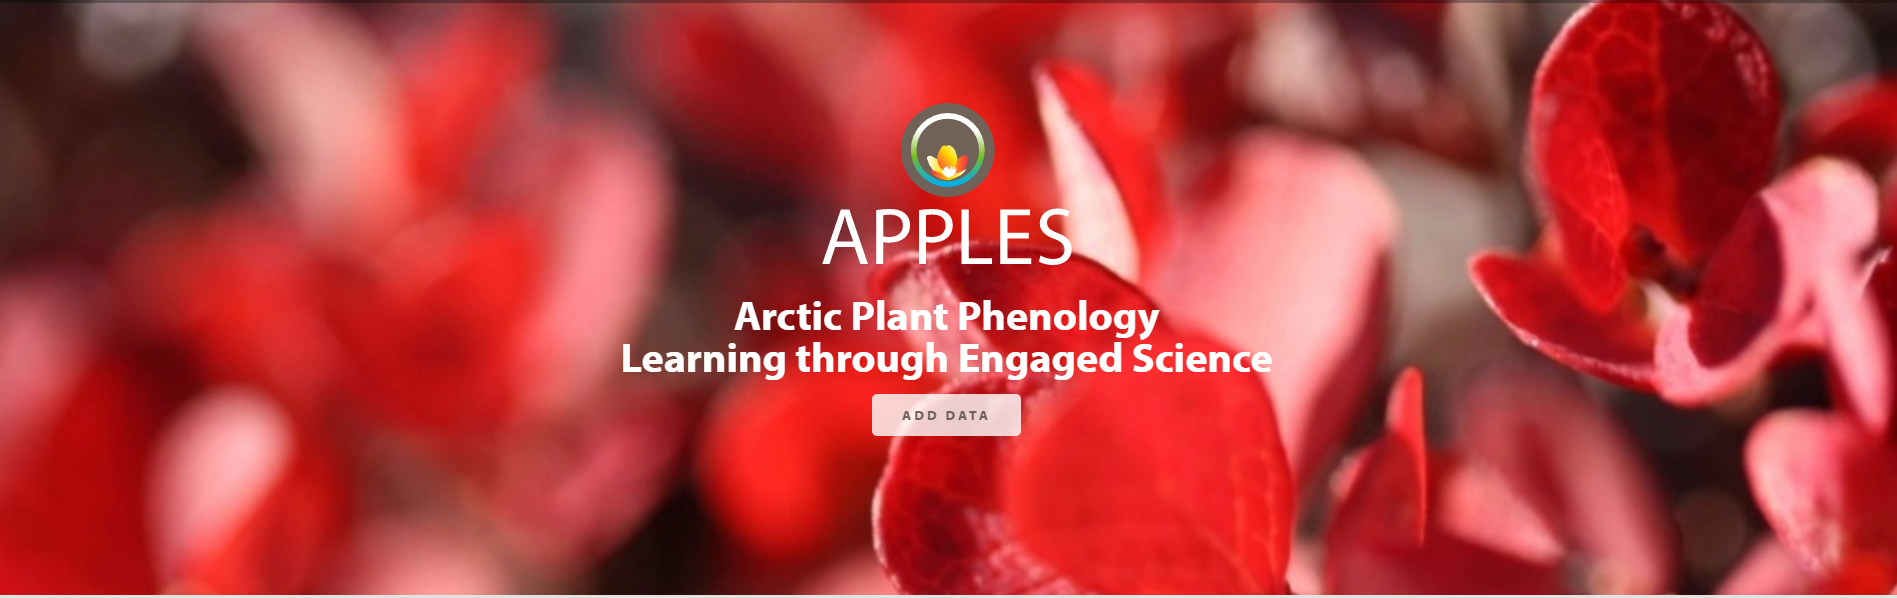 APPLES
Arctic Plant Phenology
Learning through Engaged Science
ADD DATA